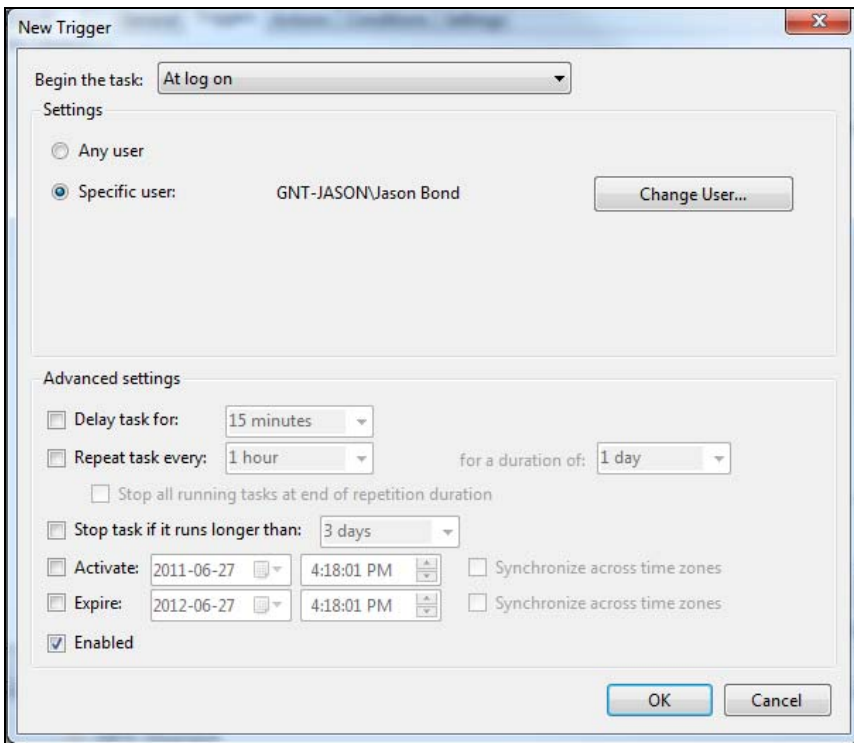 New Trigger
Begin the task: At log on
Settings
Any user
Specific user: GNT-JASON\Jason Bond Change User...
Advanced settings
Delay task for: 15 minutes
Repeat task every: 1 hour for a duration of: 1 day
Stop all running tasks at end of repetition duration
Stop task if it runs longer than: 3 days
Activate: 2011-06-27 4:18:01 PM Synchronize across time zones
Expire: 2012-06-27 4:18:01 PM Synchronize across time zones
Enabled
OK Cancel